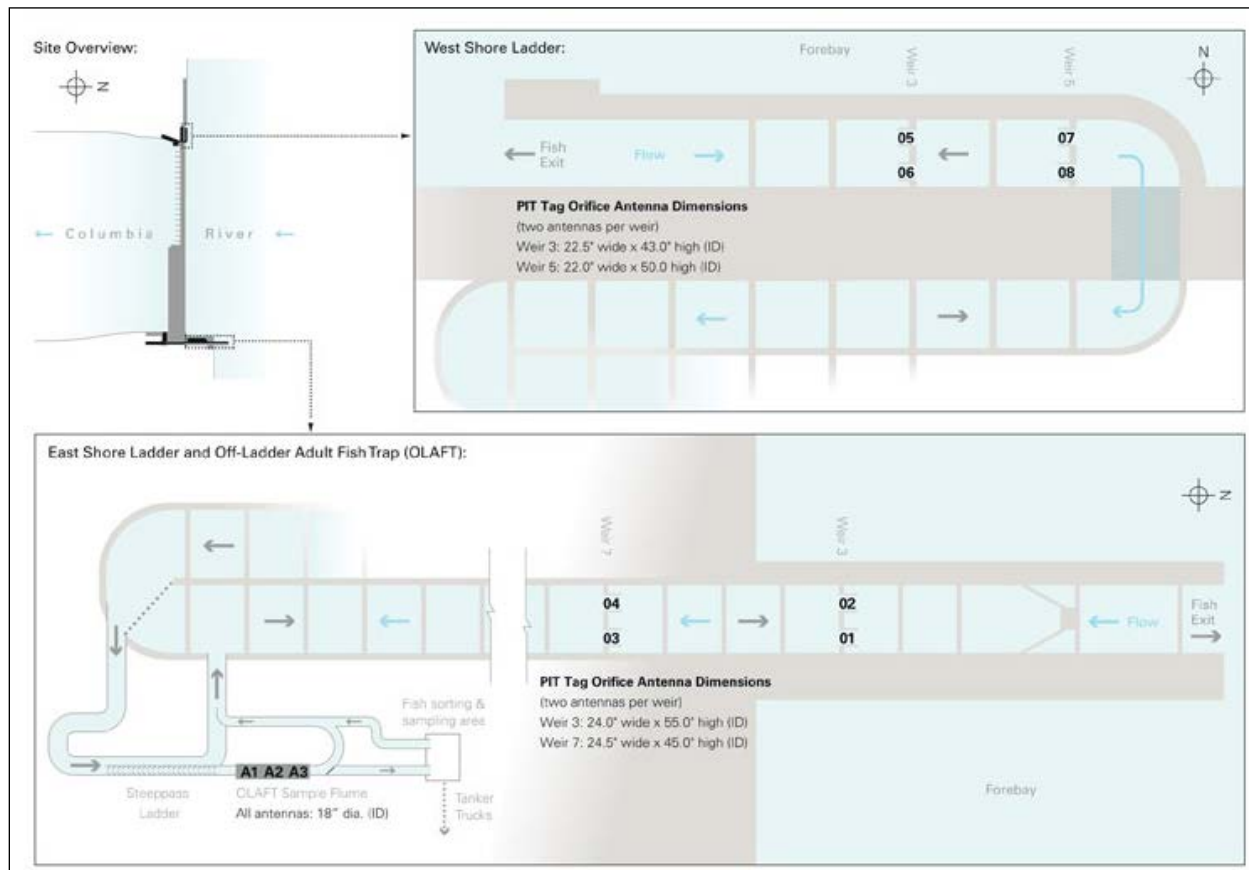 Site Overview:
N
Columbia River
West Shore Ladder:
Forebay
Weir 3
Weir 5
N
Fish
Exit
Flow
05
06
07
08
PIT Tag Orifice Antenna Dimensions
(two antennas per weir)
Weir 3: 22.5" wide x 43.0" high (ID)
Weir 5: 22.0" wide x 50.0 high (ID)
East Shore Ladder and Off-Ladder Adult Fish Trap (OLAFT):
N
Weir 7
Weir 3
04
03
02
01
Flow
Fish
Exit
PIT Tag Orifice Antenna Dimensions
(two antennas per weir)
Weir 3: 24.0" wide x 55.0" high (ID)
Weir 7: 24.5" wide x 45.0" high (ID)
Fish sorting &
sampling area
A1 A2 A3
Steeppass
Ladder
OLAFT Sample Flume
All antennas: 18" dia. (ID)
Tanker
Trucks
Forebay